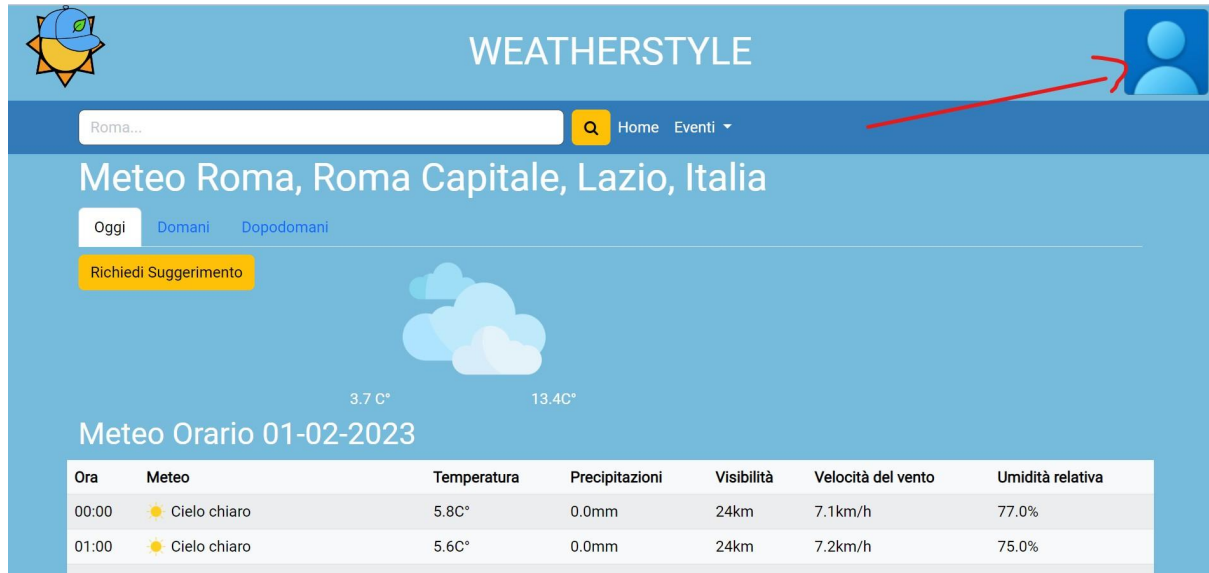 WEATHERSTYLE
Roma... Home Eventi
Meteo Roma, Roma Capitale, Lazio, Italia
Oggi Domani Dopodomani
Richiedi Suggerimento
3.7 C° 13.4C°
Meteo Orario 01-02-2023
Ora Meteo Temperatura Precipitazioni Visibilità Velocità del vento Umidità relativa
00:00 Cielo chiaro 5.8C° 0.0mm 24km 7.1km/h 77.0%
01:00 Cielo chiaro 5.6C° 0.0mm 24km 7.2km/h 75.0%